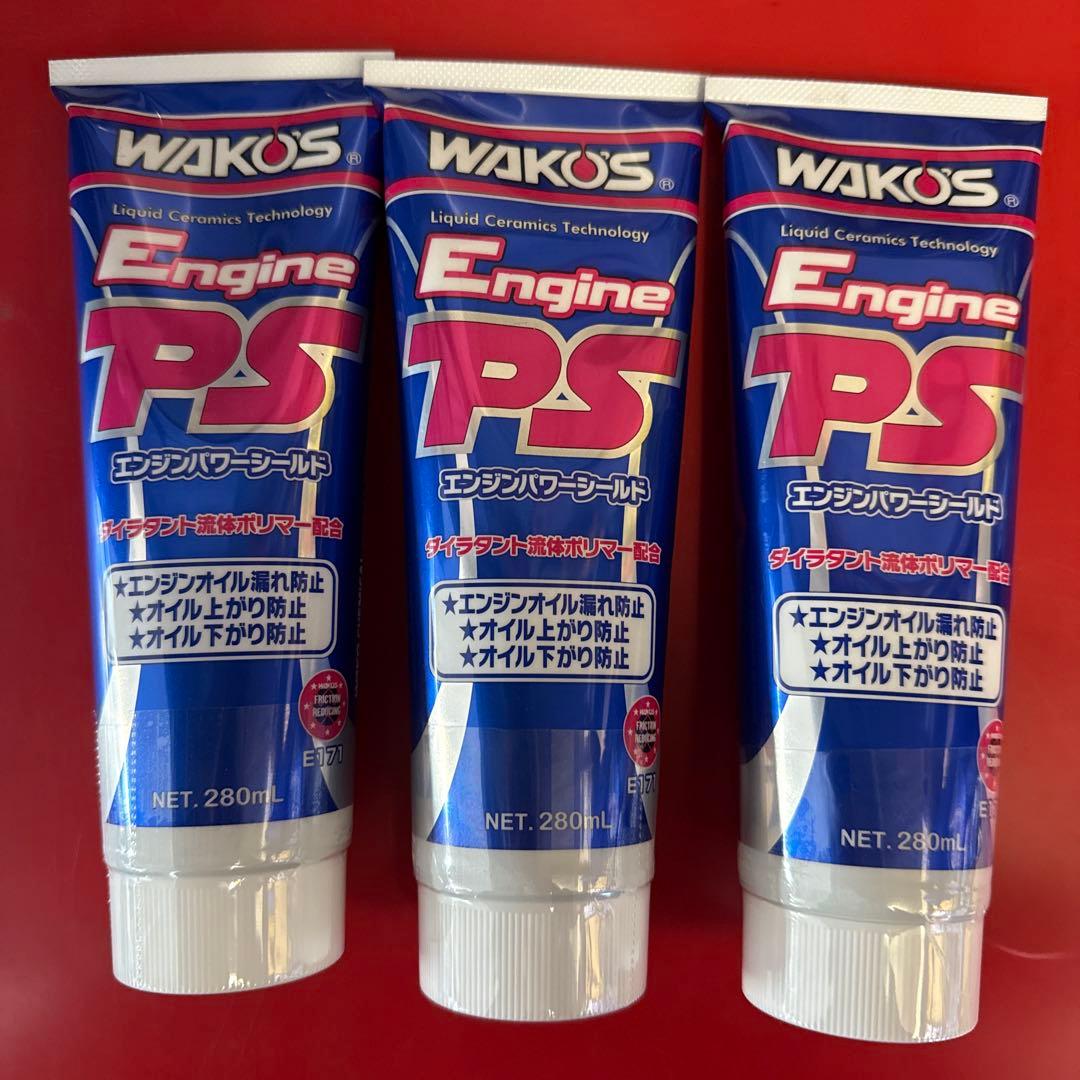 WAKO'S®
Liquid Ceramics Technology
Engine
PS
エンジンパワーシールド
ダイラタント流体ポリマー配合
★エンジンオイル漏れ防止
★オイル上がり防止
★オイル下がり防止
WAKO'S
FRICTION
REDUCING
E171
NET. 280mL
WAKO'S®
Liquid Ceramics Technology
Engine
PS
エンジンパワーシールド
ダイラタント流体ポリマー配合
★エンジンオイル漏れ防止
★オイル上がり防止
★オイル下がり防止
WAKO'S
FRICTION
REDUCING
E171
NET. 280mL
WAKO'S®
Liquid Ceramics Technology
Engine
PS
エンジンパワーシールド
ダイラタント流体ポリマー配合
★エンジンオイル漏れ防止
★オイル上がり防止
★オイル下がり防止
NET. 280mL